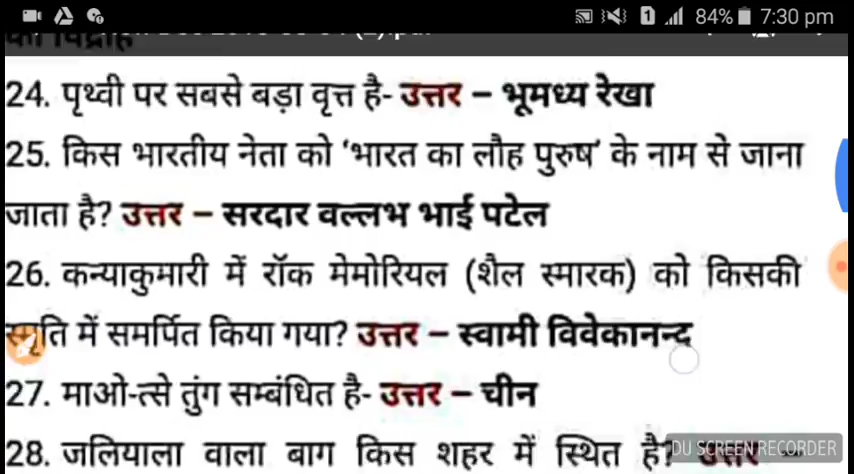 84% 7:30 pm
का विद्रोह
24. पृथ्वी पर सबसे बड़ा वृत्त है- उत्तर – भूमध्य रेखा
25. किस भारतीय नेता को ‘भारत का लौह पुरुष’ के नाम से जाना
जाता है? उत्तर – सरदार वल्लभ भाई पटेल
26. कन्याकुमारी में रॉक मेमोरियल (शैल स्मारक) को किसकी
स्मृति में समर्पित किया गया? उत्तर – स्वामी विवेकानन्द
27. माओ-त्से तुंग सम्बंधित है- उत्तर – चीन
28. जलियाला वाला बाग किस शहर में स्थित है? उत्तर –
DU SCREEN RECORDER